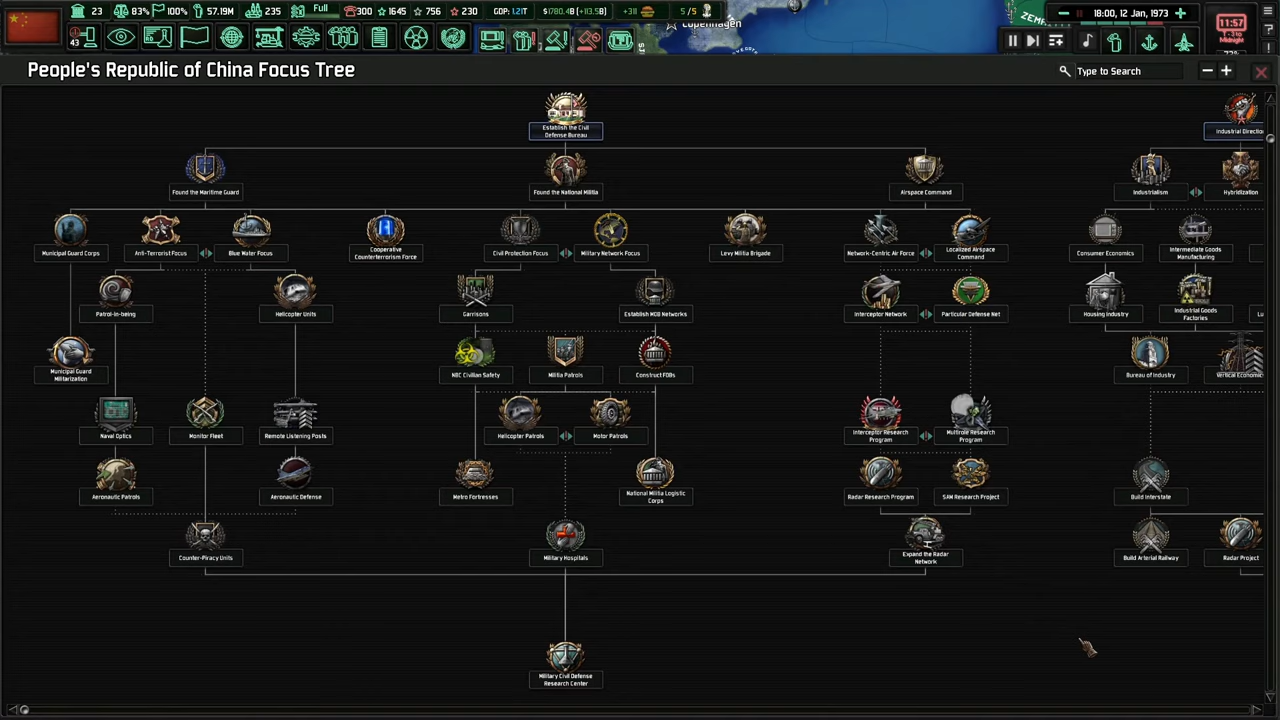 23
83%
100%
57.19M
235
Full
300
1645
756
230
GDP: 1.21T
$1780.4B (+113.5B)
+311
5/5
Copenhagen
18:00, 12 Jan, 1973
11:57
Midnight
43
People's Republic of China Focus Tree
Type to Search
Establish the Civil
Defense Bureau
Industrial Directio
Found the Maritime Guard
Found the National Militia
Airspace Command
Industrialism
Hybridization
Municipal Guard Corps
Anti-Terrorist Focus
Blue Water Focus
Cooperative
Counterterrorism Force
Civil Protection Focus
Military Network Focus
Levy Militia Brigade
Network-Centric Air Force
Localized Airspace
Command
Consumer Economics
Intermediate Goods
Manufacturing
Patrol-in-being
Helicopter Units
Garrisons
Establish MOB Networks
Interceptor Network
Particular Defense Net
Housing Industry
Industrial Goods
Factories
Municipal Guard
Militarization
NBC Civilian Safety
Militia Patrols
Construct FOBs
Bureau of Industry
Vertical Economic
Naval Optics
Monitor Fleet
Remote Listening Posts
Helicopter Patrols
Motor Patrols
Interceptor Research
Program
Multirole Research
Program
Aeronautic Patrols
Aeronautic Defense
Metro Fortresses
National Militia Logistic
Corps
Radar Research Program
SAM Research Project
Build Interstate
Counter-Piracy Units
Military Hospitals
Expand the Radar
Network
Build Arterial Railway
Radar Project
Military Civil Defense
Research Center